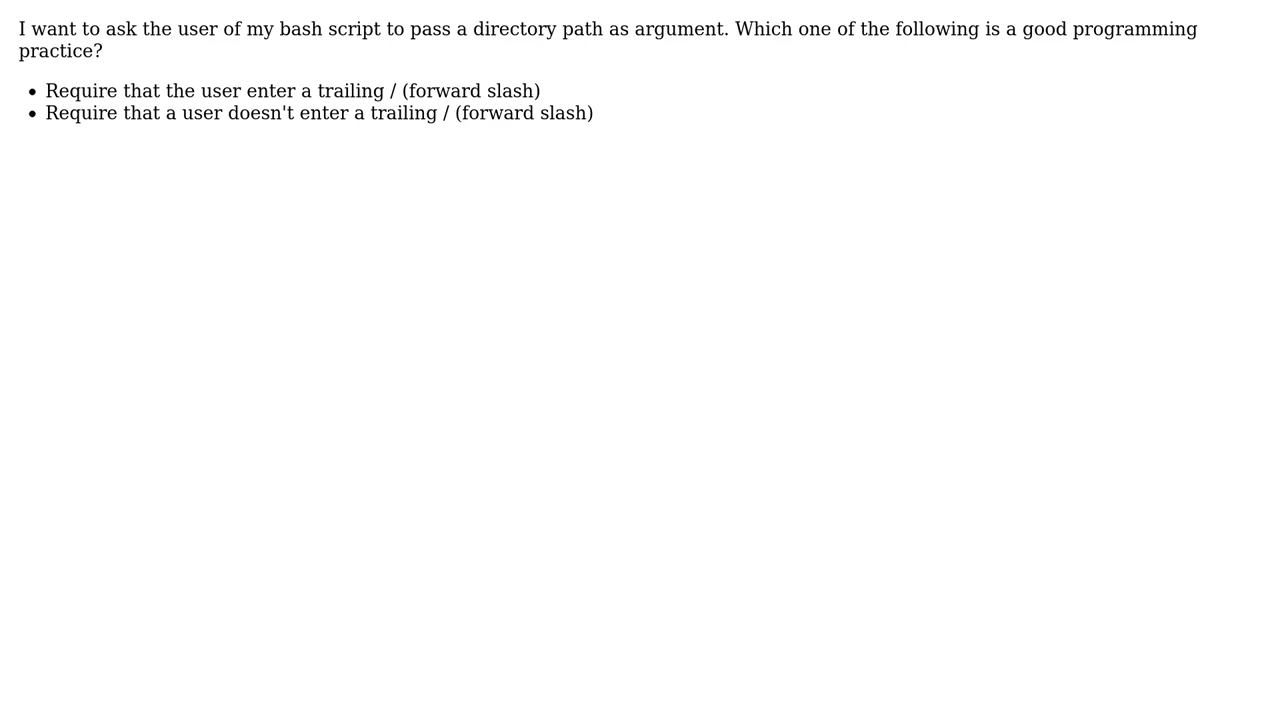 I want to ask the user of my bash script to pass a directory path as argument. Which one of the following is a good programming
practice?
• Require that the user enter a trailing / (forward slash)
• Require that a user doesn't enter a trailing / (forward slash)